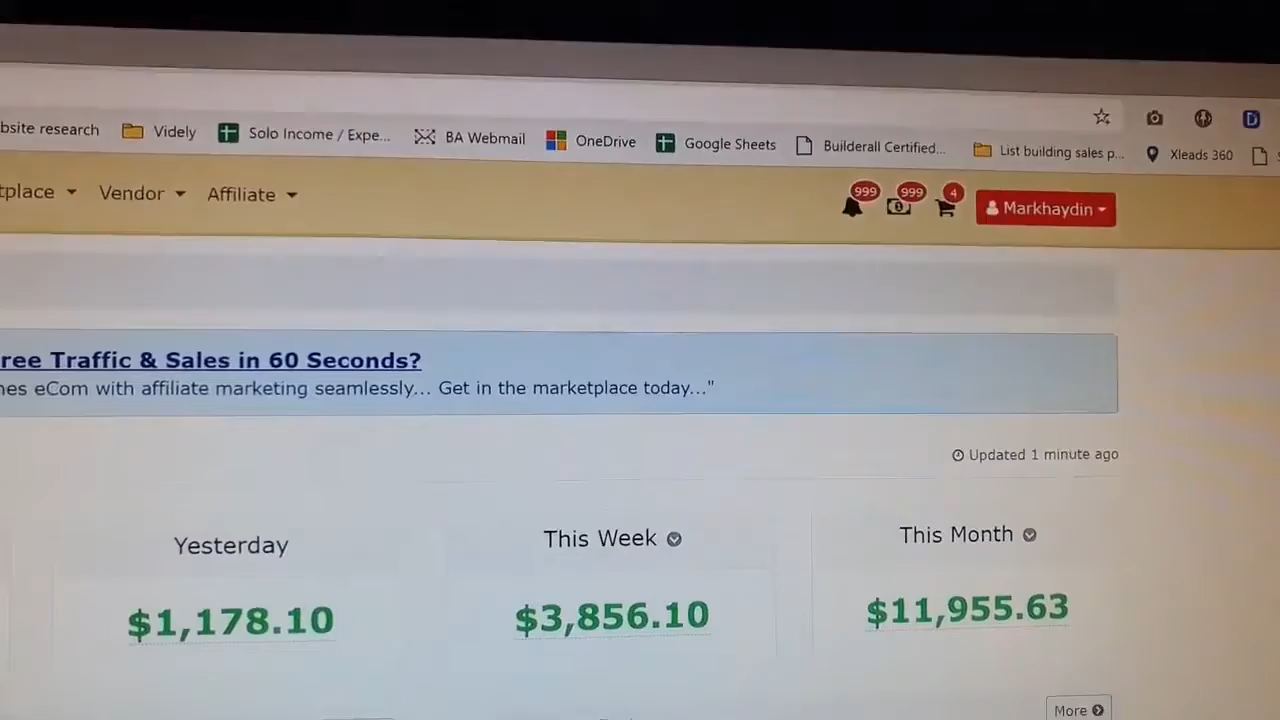 bsite research Videly Solo Income / Expe... BA Webmail OneDrive Google Sheets Builderall Certified... List building sales p... Xleads 360
tplace Vendor Affiliate 999 999 4 Markhaydin
ree Traffic & Sales in 60 Seconds?
nes eCom with affiliate marketing seamlessly... Get in the marketplace today..."
Updated 1 minute ago
Yesterday This Week This Month
$1,178.10 $3,856.10 $11,955.63
More